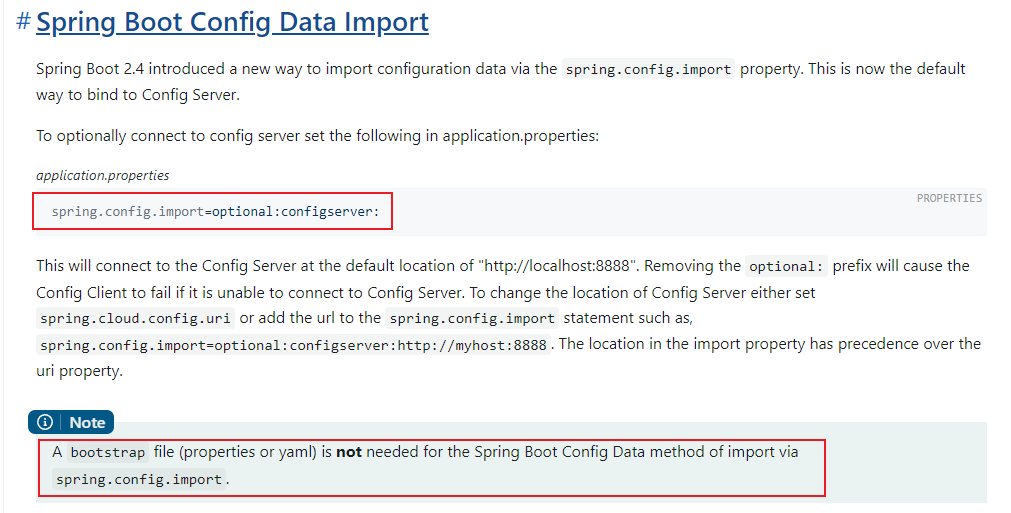 # Spring Boot Config Data Import
Spring Boot 2.4 introduced a new way to import configuration data via the spring.config.import property. This is now the default
way to bind to Config Server.
To optionally connect to config server set the following in application.properties:
application.properties
PROPERTIES
spring.config.import=optional:configserver:
This will connect to the Config Server at the default location of "http://localhost:8888". Removing the optional: prefix will cause the
Config Client to fail if it is unable to connect to Config Server. To change the location of Config Server either set
spring.cloud.config.uri or add the url to the spring.config.import statement such as,
spring.config.import=optional:configserver:http://myhost:8888. The location in the import property has precedence over the
uri property.
Note
A bootstrap file (properties or yaml) is not needed for the Spring Boot Config Data method of import via
spring.config.import.